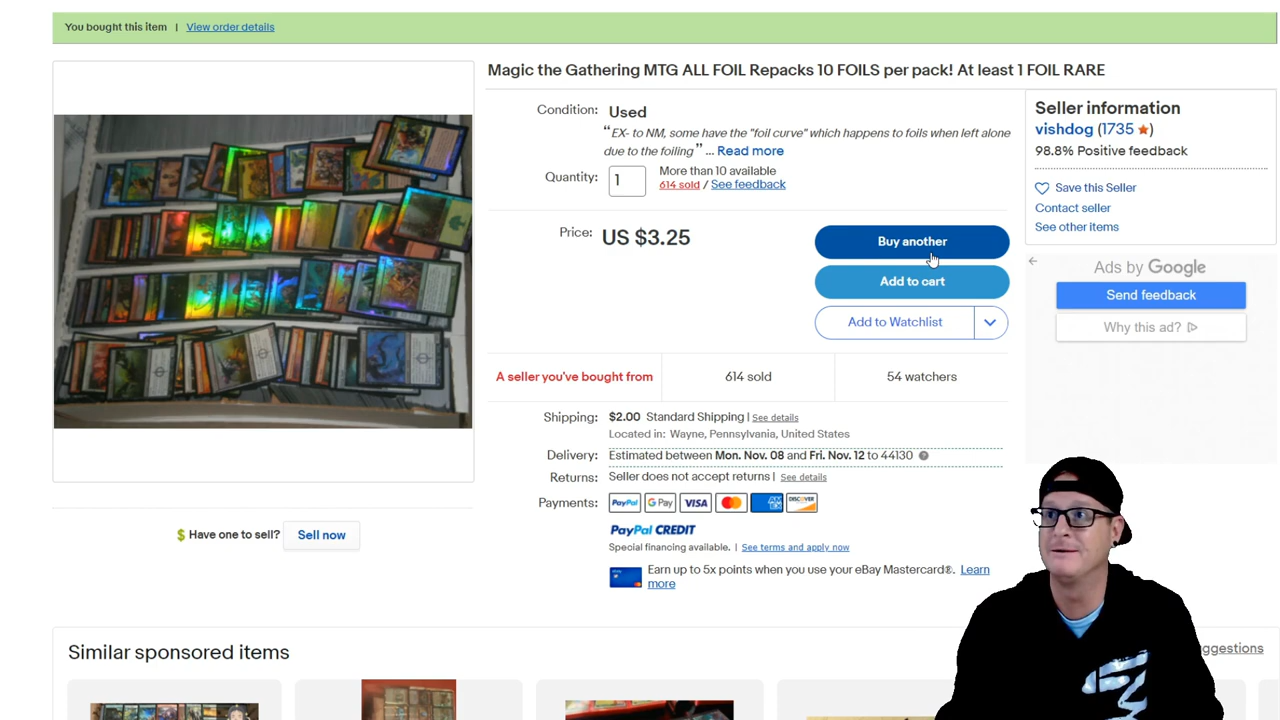 You bought this item | View order details
Magic the Gathering MTG ALL FOIL Repacks 10 FOILS per pack! At least 1 FOIL RARE
Condition: Used
“EX- to NM, some have the "foil curve" which happens to foils when left alone
due to the foiling” ... Read more
Quantity: 1 More than 10 available
614 sold / See feedback
Price: US $3.25
Buy another
Add to cart
Add to Watchlist
A seller you've bought from 614 sold 54 watchers
Shipping: $2.00 Standard Shipping | See details
Located in: Wayne, Pennsylvania, United States
Delivery: Estimated between Mon. Nov. 08 and Fri. Nov. 12 to 44130 ?
Returns: Seller does not accept returns | See details
Payments: PayPal G Pay VISA MasterCard DISCOVER
PayPal CREDIT
Special financing available. | See terms and apply now
Earn up to 5x points when you use your eBay Mastercard®. Learn
more
Seller information
vishdog (1735 ★)
98.8% Positive feedback
Save this Seller
Contact seller
See other items
Ads by Google
Send feedback
Why this ad?
$ Have one to sell? Sell now
Similar sponsored items
ggestions